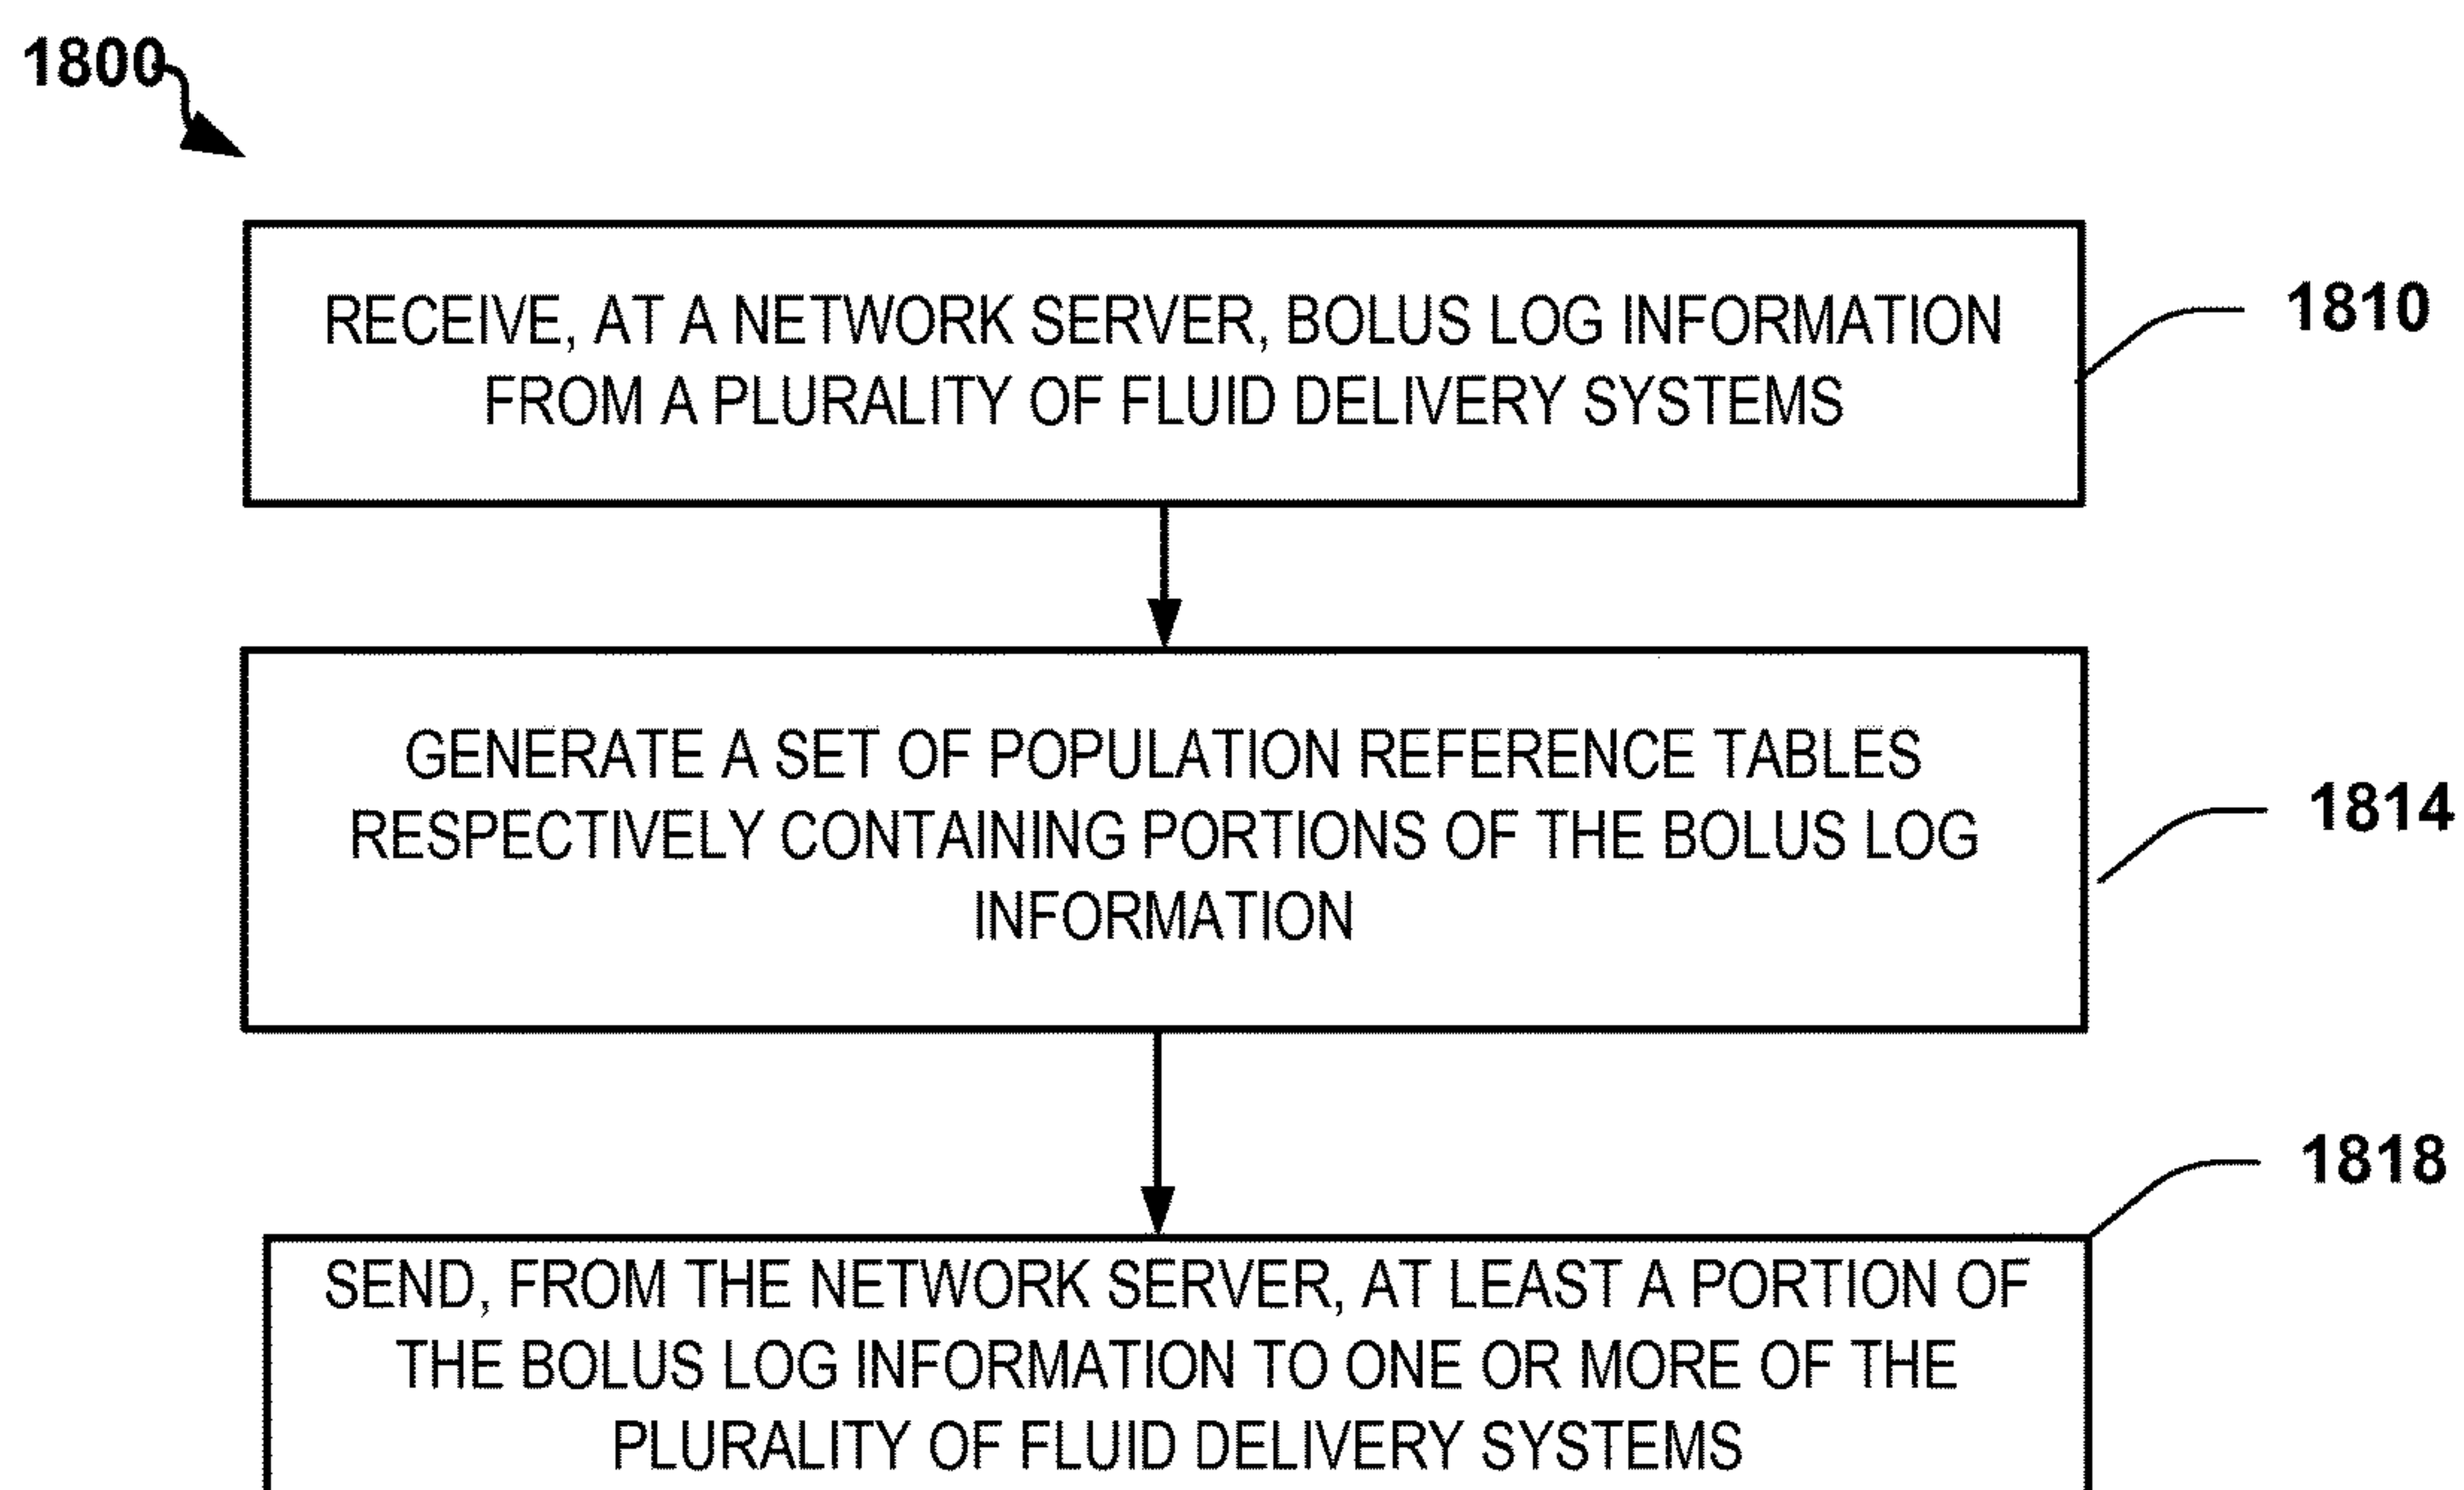 1800
RECEIVE, AT A NETWORK SERVER, BOLUS LOG INFORMATION
FROM A PLURALITY OF FLUID DELIVERY SYSTEMS
1810
GENERATE A SET OF POPULATION REFERENCE TABLES
RESPECTIVELY CONTAINING PORTIONS OF THE BOLUS LOG
INFORMATION
1814
SEND, FROM THE NETWORK SERVER, AT LEAST A PORTION OF
THE BOLUS LOG INFORMATION TO ONE OR MORE OF THE
PLURALITY OF FLUID DELIVERY SYSTEMS
1818